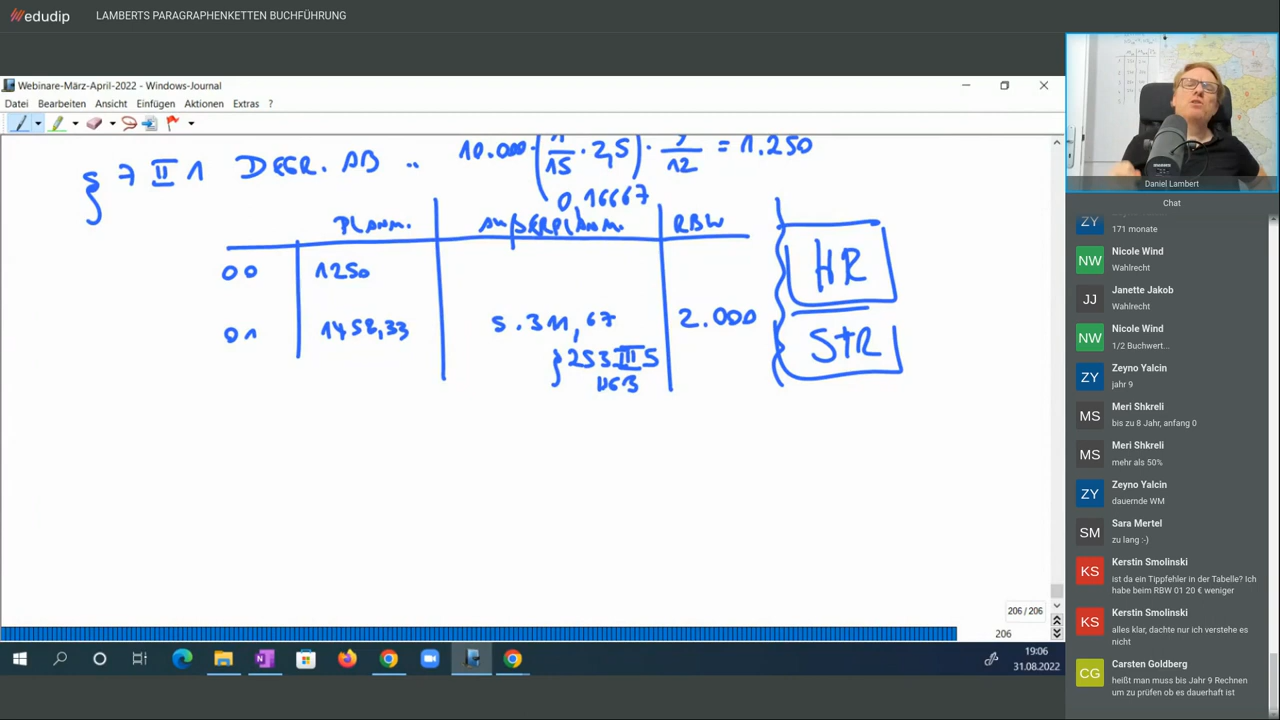 edudip
LAMBERTS PARAGRAPHENKETTEN BUCHFÜHRUNG
Webinare-März-April-2022 - Windows-Journal
Datei Bearbeiten Ansicht Einfügen Aktionen Extras ?
§ 7 II 1 DEGR. AB 10.000 · ( 1/15 · 2,5 ) · 9/12 = 1.250
0,16667
PLANM. AUßERPLANM. RBW
00 1250
01 1458,33 5.311,67 2.000
§ 253 III 5
HGB
HR
STR
206 / 206
206
19:06
31.08.2022
Daniel Lambert
Chat
ZY
171 monate
NW Nicole Wind
Wahlrecht
JJ Janette Jakob
Wahlrecht
NW Nicole Wind
1/2 Buchwert...
ZY Zeyno Yalcin
jahr 9
MS Meri Shkreli
bis zu 8 Jahr, anfang 0
MS Meri Shkreli
mehr als 50%
ZY Zeyno Yalcin
dauernde WM
SM Sara Mertel
zu lang :-)
KS Kerstin Smolinski
ist da ein Tippfehler in der Tabelle? Ich
habe beim RBW 01 20 € weniger
KS Kerstin Smolinski
alles klar, dachte nur ich verstehe es
nicht
CG Carsten Goldberg
heißt man muss bis Jahr 9 Rechnen
um zu prüfen ob es dauerhaft ist